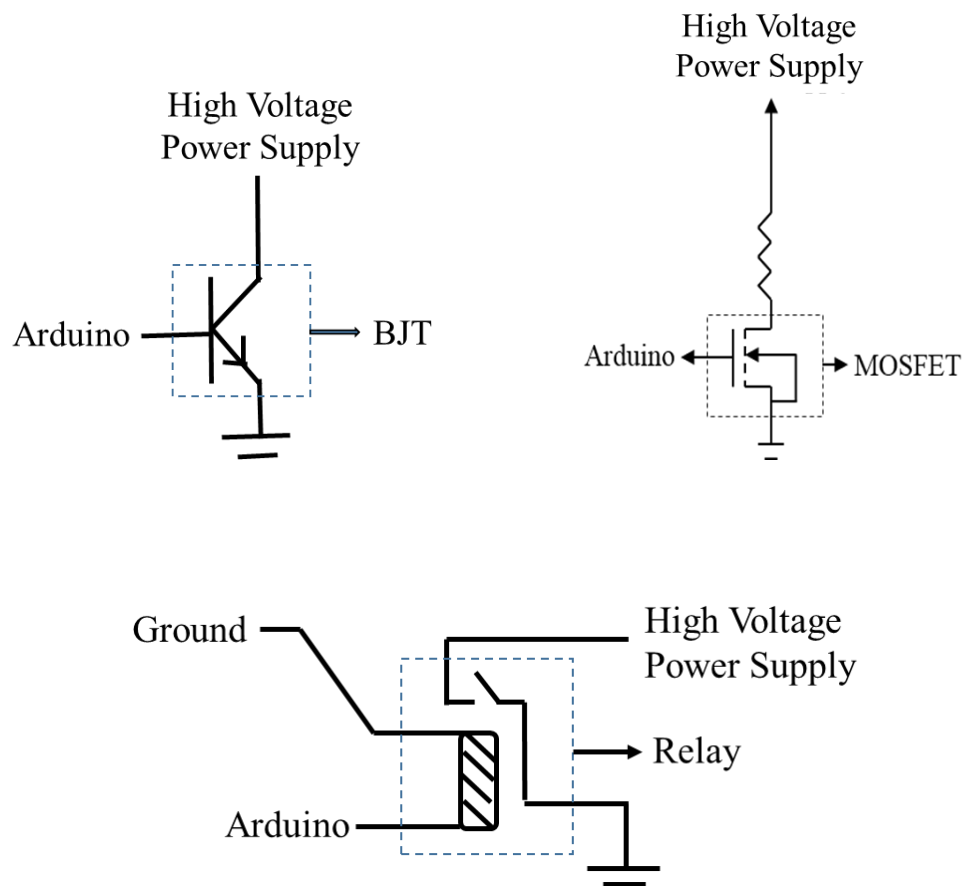 High Voltage
Power Supply
Arduino
BJT
High Voltage
Power Supply
Arduino
MOSFET
Ground
High Voltage
Power Supply
Relay
Arduino